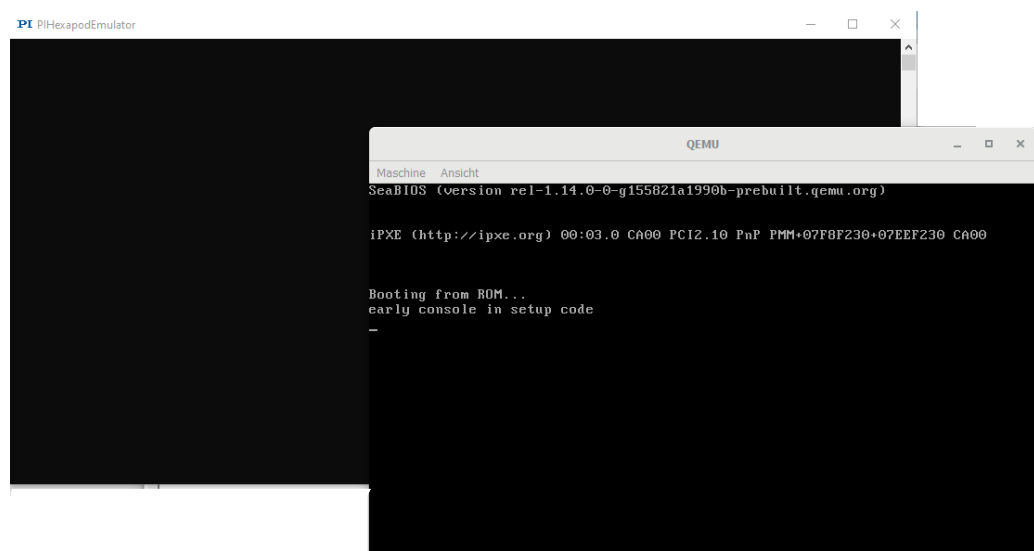 PI PIHexapodEmulator
QEMU
Maschine Ansicht
SeaBIOS (version rel-1.14.0-0-g155821a1990b-prebuilt.qemu.org)
iPXE (http://ipxe.org) 00:03.0 CA00 PCI2.10 PnP PMM+07F8F230+07EEF230 CA00
Booting from ROM...
early console in setup code